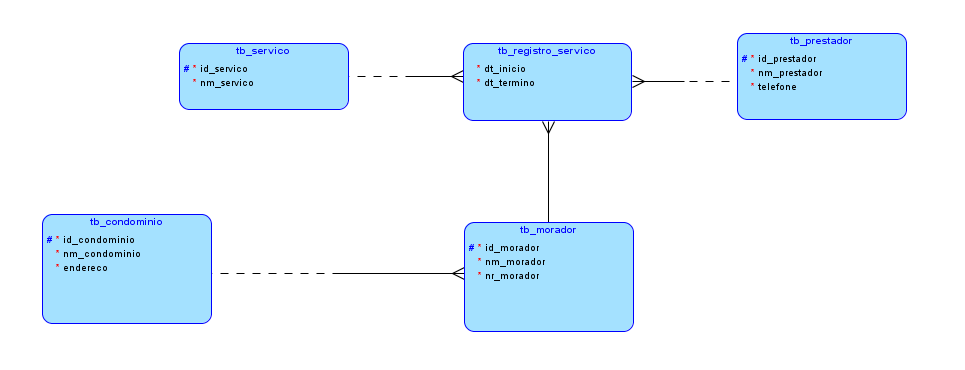 tb_servico
# * id_servico
* nm_servico
tb_registro_servico
* dt_inicio
* dt_termino
tb_prestador
# * id_prestador
* nm_prestador
* telefone
tb_condominio
# * id_condominio
* nm_condominio
* endereco
tb_morador
# * id_morador
* nm_morador
* nr_morador